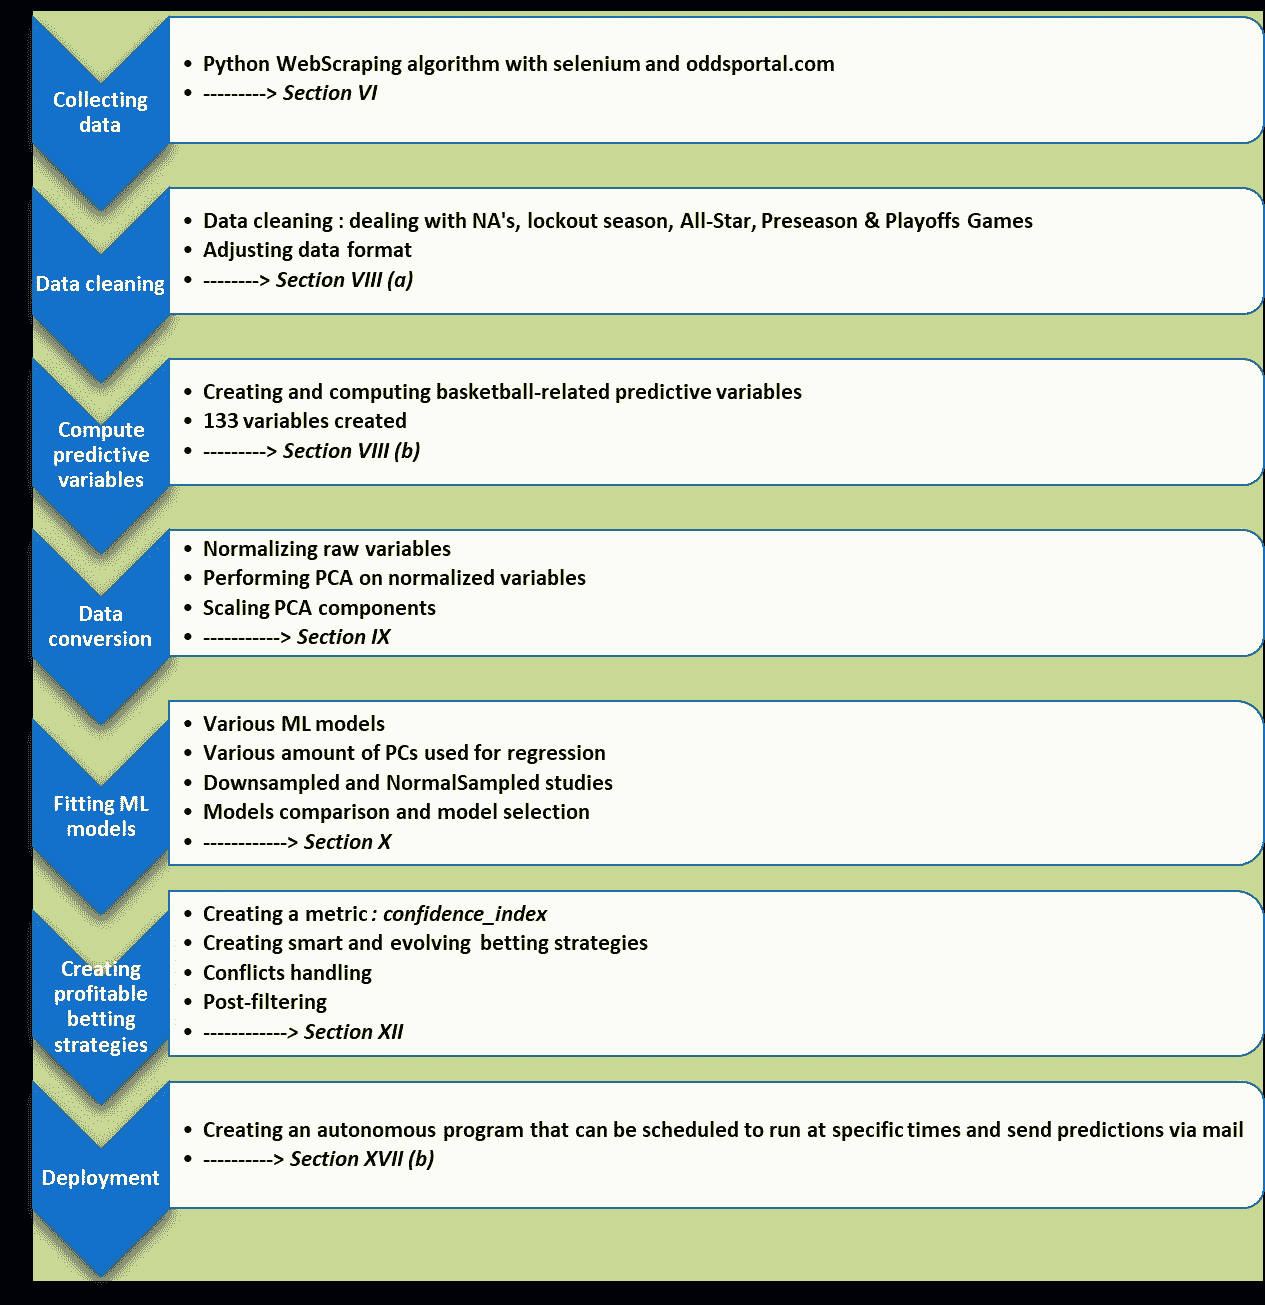 Collecting
data
• Python WebScraping algorithm with selenium and oddsportal.com
• ---------> Section VI
Data cleaning
• Data cleaning : dealing with NA's, lockout season, All-Star, Preseason & Playoffs Games
• Adjusting data format
• --------> Section VIII (a)
Compute
predictive
variables
• Creating and computing basketball-related predictive variables
• 133 variables created
• ---------> Section VIII (b)
Data
conversion
• Normalizing raw variables
• Performing PCA on normalized variables
• Scaling PCA components
• -----------> Section IX
Fitting ML
models
• Various ML models
• Various amount of PCs used for regression
• Downsampled and NormalSampled studies
• Models comparison and model selection
• ------------> Section X
Creating
profitable
betting
strategies
• Creating a metric : confidence_index
• Creating smart and evolving betting strategies
• Conflicts handling
• Post-filtering
• ------------> Section XII
Deployment
• Creating an autonomous program that can be scheduled to run at specific times and send predictions via mail
• ----------> Section XVII (b)